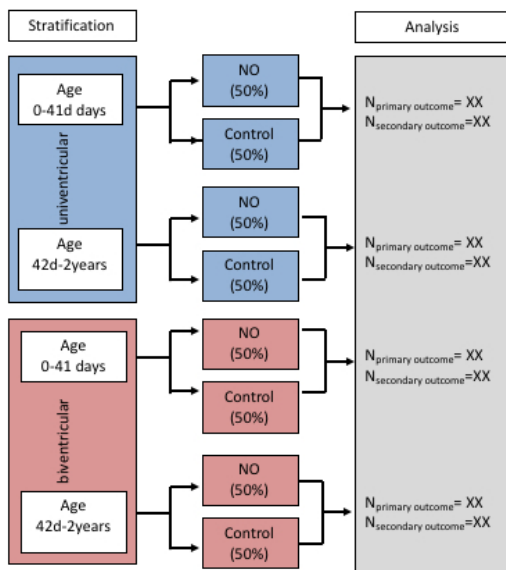 Stratification
Analysis
Age
0-41d days
univentricular
Age
42d-2years
NO
(50%)
Control
(50%)
NO
(50%)
Control
(50%)
Nprimary outcome= XX
Nsecondary outcome=XX
Nprimary outcome= XX
Nsecondary outcome=XX
Age
0-41 days
biventricular
Age
42d-2years
NO
(50%)
Control
(50%)
NO
(50%)
Control
(50%)
Nprimary outcome= XX
Nsecondary outcome=XX
Nprimary outcome= XX
Nsecondary outcome=XX